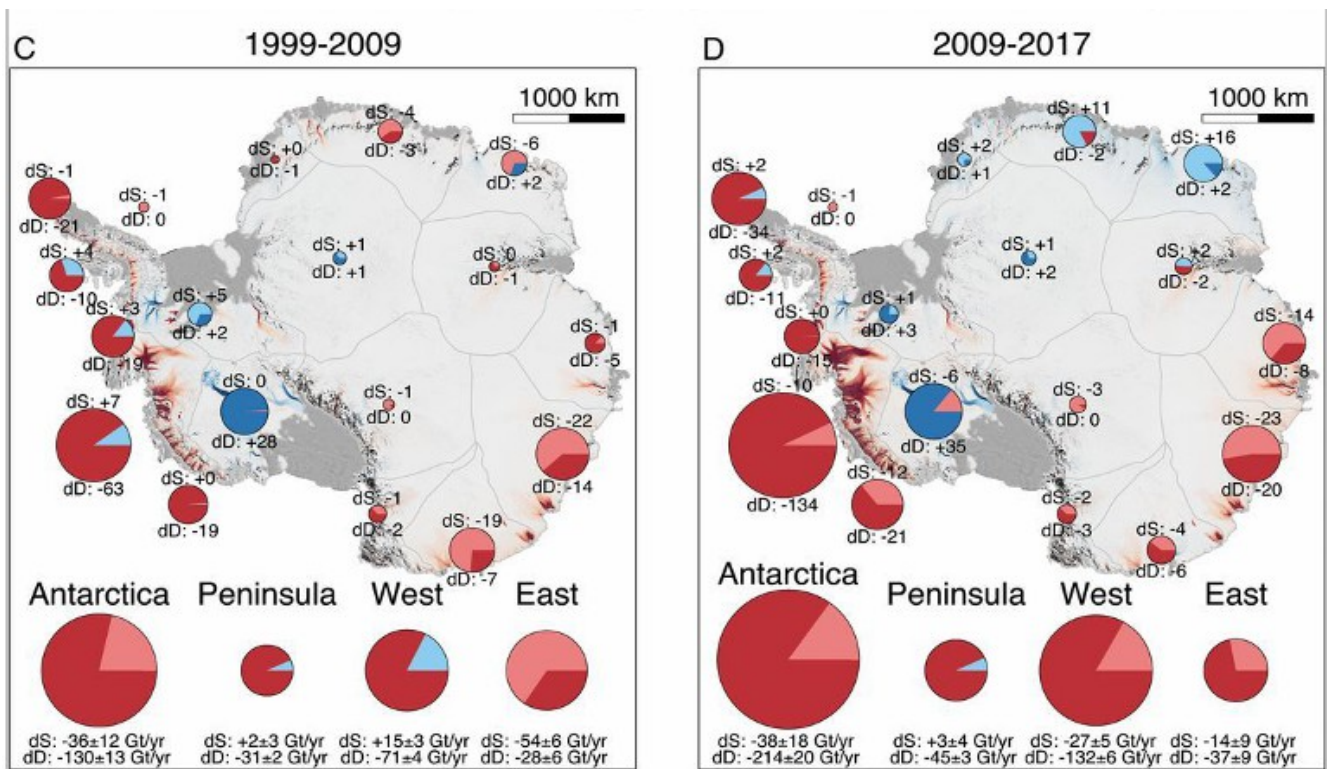 C
1999-2009
1000 km
dS: -4
dD: -3
dS: -6
dD: +2
dS: +0
dD: -1
dS: -1
dD: -21
dS: -1
dD: 0
dS: +4
dD: -10
dS: +1
dD: +1
dS: 0
dD: -1
dS: +5
dD: +2
dS: +3
dD: -19
dS: -1
dD: -5
dS: 0
dD: +28
dS: -1
dD: 0
dS: +7
dD: -63
dS: -22
dD: -14
dS: +0
dD: -19
dS: -1
dD: -2
dS: -19
dD: -7
Antarctica
Peninsula
West
East
dS: -36±12 Gt/yr
dD: -130±13 Gt/yr
dS: +2±3 Gt/yr
dD: -31±2 Gt/yr
dS: +15±3 Gt/yr
dD: -71±4 Gt/yr
dS: -54±6 Gt/yr
dD: -28±6 Gt/yr
D
2009-2017
1000 km
dS: +11
dD: -2
dS: +16
dD: +2
dS: +2
dD: +1
dS: +2
dD: -34
dS: -1
dD: 0
dS: +2
dD: -11
dS: +1
dD: +2
dS: +2
dD: -2
dS: +1
dD: +3
dS: +0
dD: -15
dS: -14
dD: -8
dS: -6
dD: +35
dS: -3
dD: 0
dS: -10
dD: -134
dS: -23
dD: -20
dS: -12
dD: -21
dS: -2
dD: -3
dS: -4
dD: -6
Antarctica
Peninsula
West
East
dS: -38±18 Gt/yr
dD: -214±20 Gt/yr
dS: +3±4 Gt/yr
dD: -45±3 Gt/yr
dS: -27±5 Gt/yr
dD: -132±6 Gt/yr
dS: -14±9 Gt/yr
dD: -37±9 Gt/yr